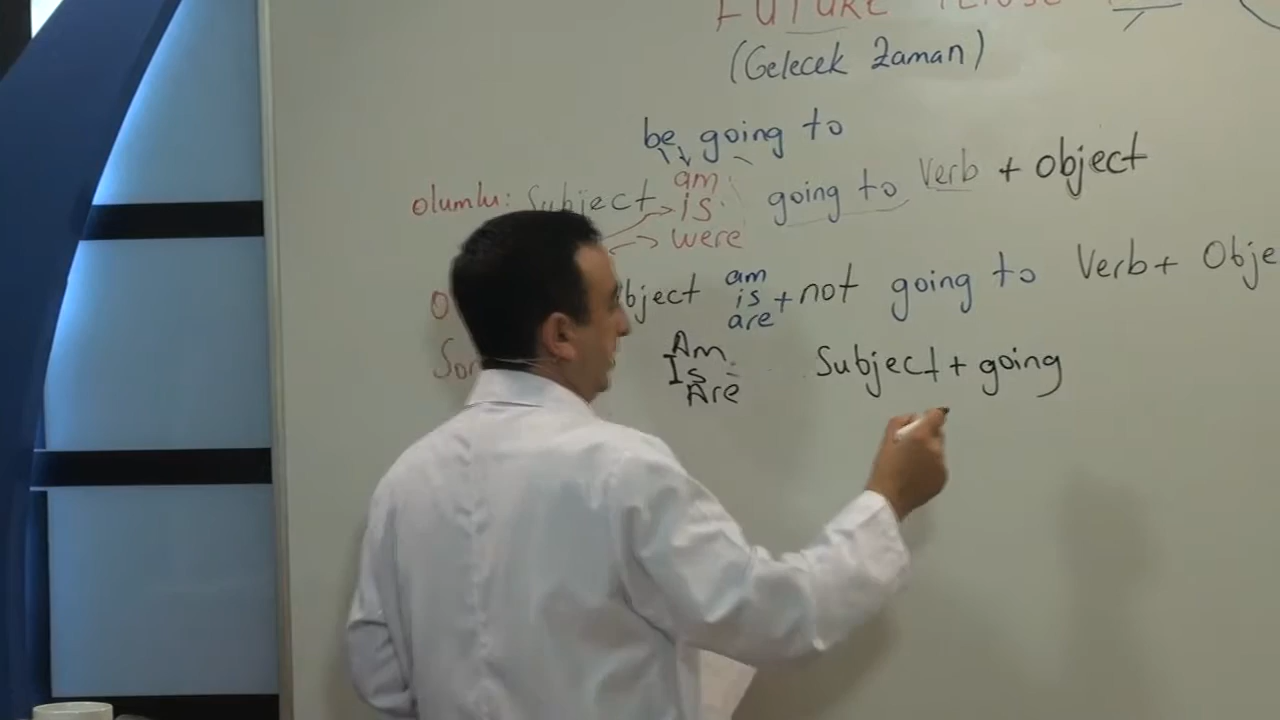 FUTURE
(Gelecek Zaman)
be going to
olumlu: Subject am is were going to Verb + Object
am is are + not going to Verb + Obje
Am Is Are Subject + going